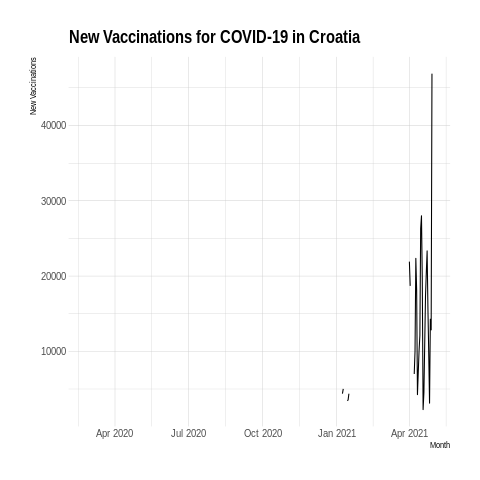 New Vaccinations for COVID-19 in Croatia
New Vaccinations
40000
30000
20000
10000
Apr 2020 Jul 2020 Oct 2020 Jan 2021 Apr 2021
Month